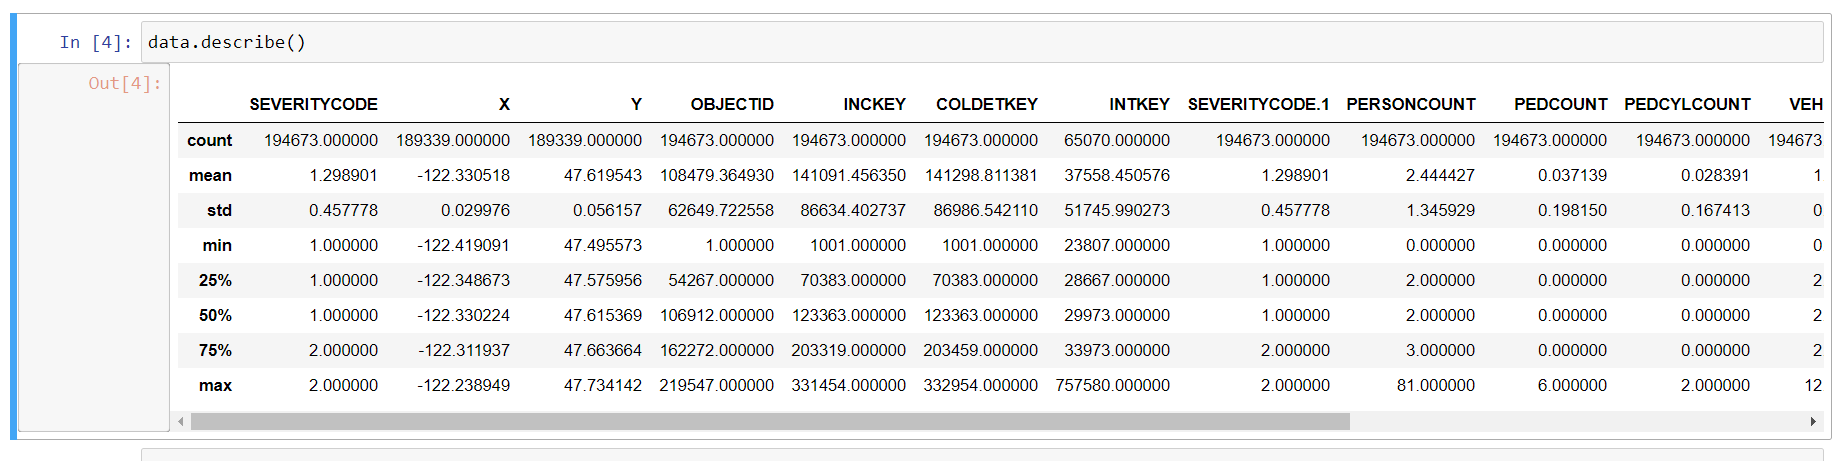 In [4]: data.describe()
Out[4]:
SEVERITYCODE X Y OBJECTID INCKEY COLDETKEY INTKEY SEVERITYCODE.1 PERSONCOUNT PEDCOUNT PEDCYLCOUNT VEH
count 194673.000000 189339.000000 189339.000000 194673.000000 194673.000000 194673.000000 65070.000000 194673.000000 194673.000000 194673.000000 194673.000000 194673
mean 1.298901 -122.330518 47.619543 108479.364930 141091.456350 141298.811381 37558.450576 1.298901 2.444427 0.037139 0.028391 1
std 0.457778 0.029976 0.056157 62649.722558 86634.402737 86986.542110 51745.990273 0.457778 1.345929 0.198150 0.167413 0
min 1.000000 -122.419091 47.495573 1.000000 1001.000000 1001.000000 23807.000000 1.000000 0.000000 0.000000 0.000000 0
25% 1.000000 -122.348673 47.575956 54267.000000 70383.000000 70383.000000 28667.000000 1.000000 2.000000 0.000000 0.000000 2
50% 1.000000 -122.330224 47.615369 106912.000000 123363.000000 123363.000000 29973.000000 1.000000 2.000000 0.000000 0.000000 2
75% 2.000000 -122.311937 47.663664 162272.000000 203319.000000 203459.000000 33973.000000 2.000000 3.000000 0.000000 0.000000 2
max 2.000000 -122.238949 47.734142 219547.000000 331454.000000 332954.000000 757580.000000 2.000000 81.000000 6.000000 2.000000 12